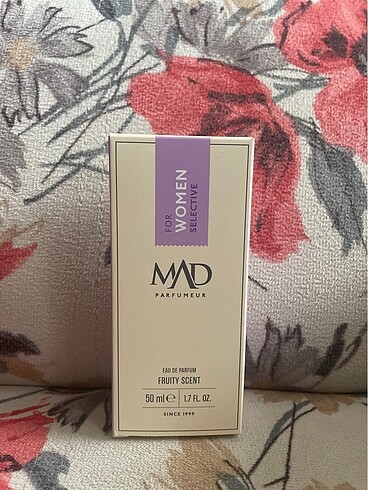 FOR
WOMEN
SELECTIVE
MAD
PARFUMEUR
EAU DE PARFUM
FRUITY SCENT
50 ml ℮ 1.7 FL. OZ.
SINCE 1999